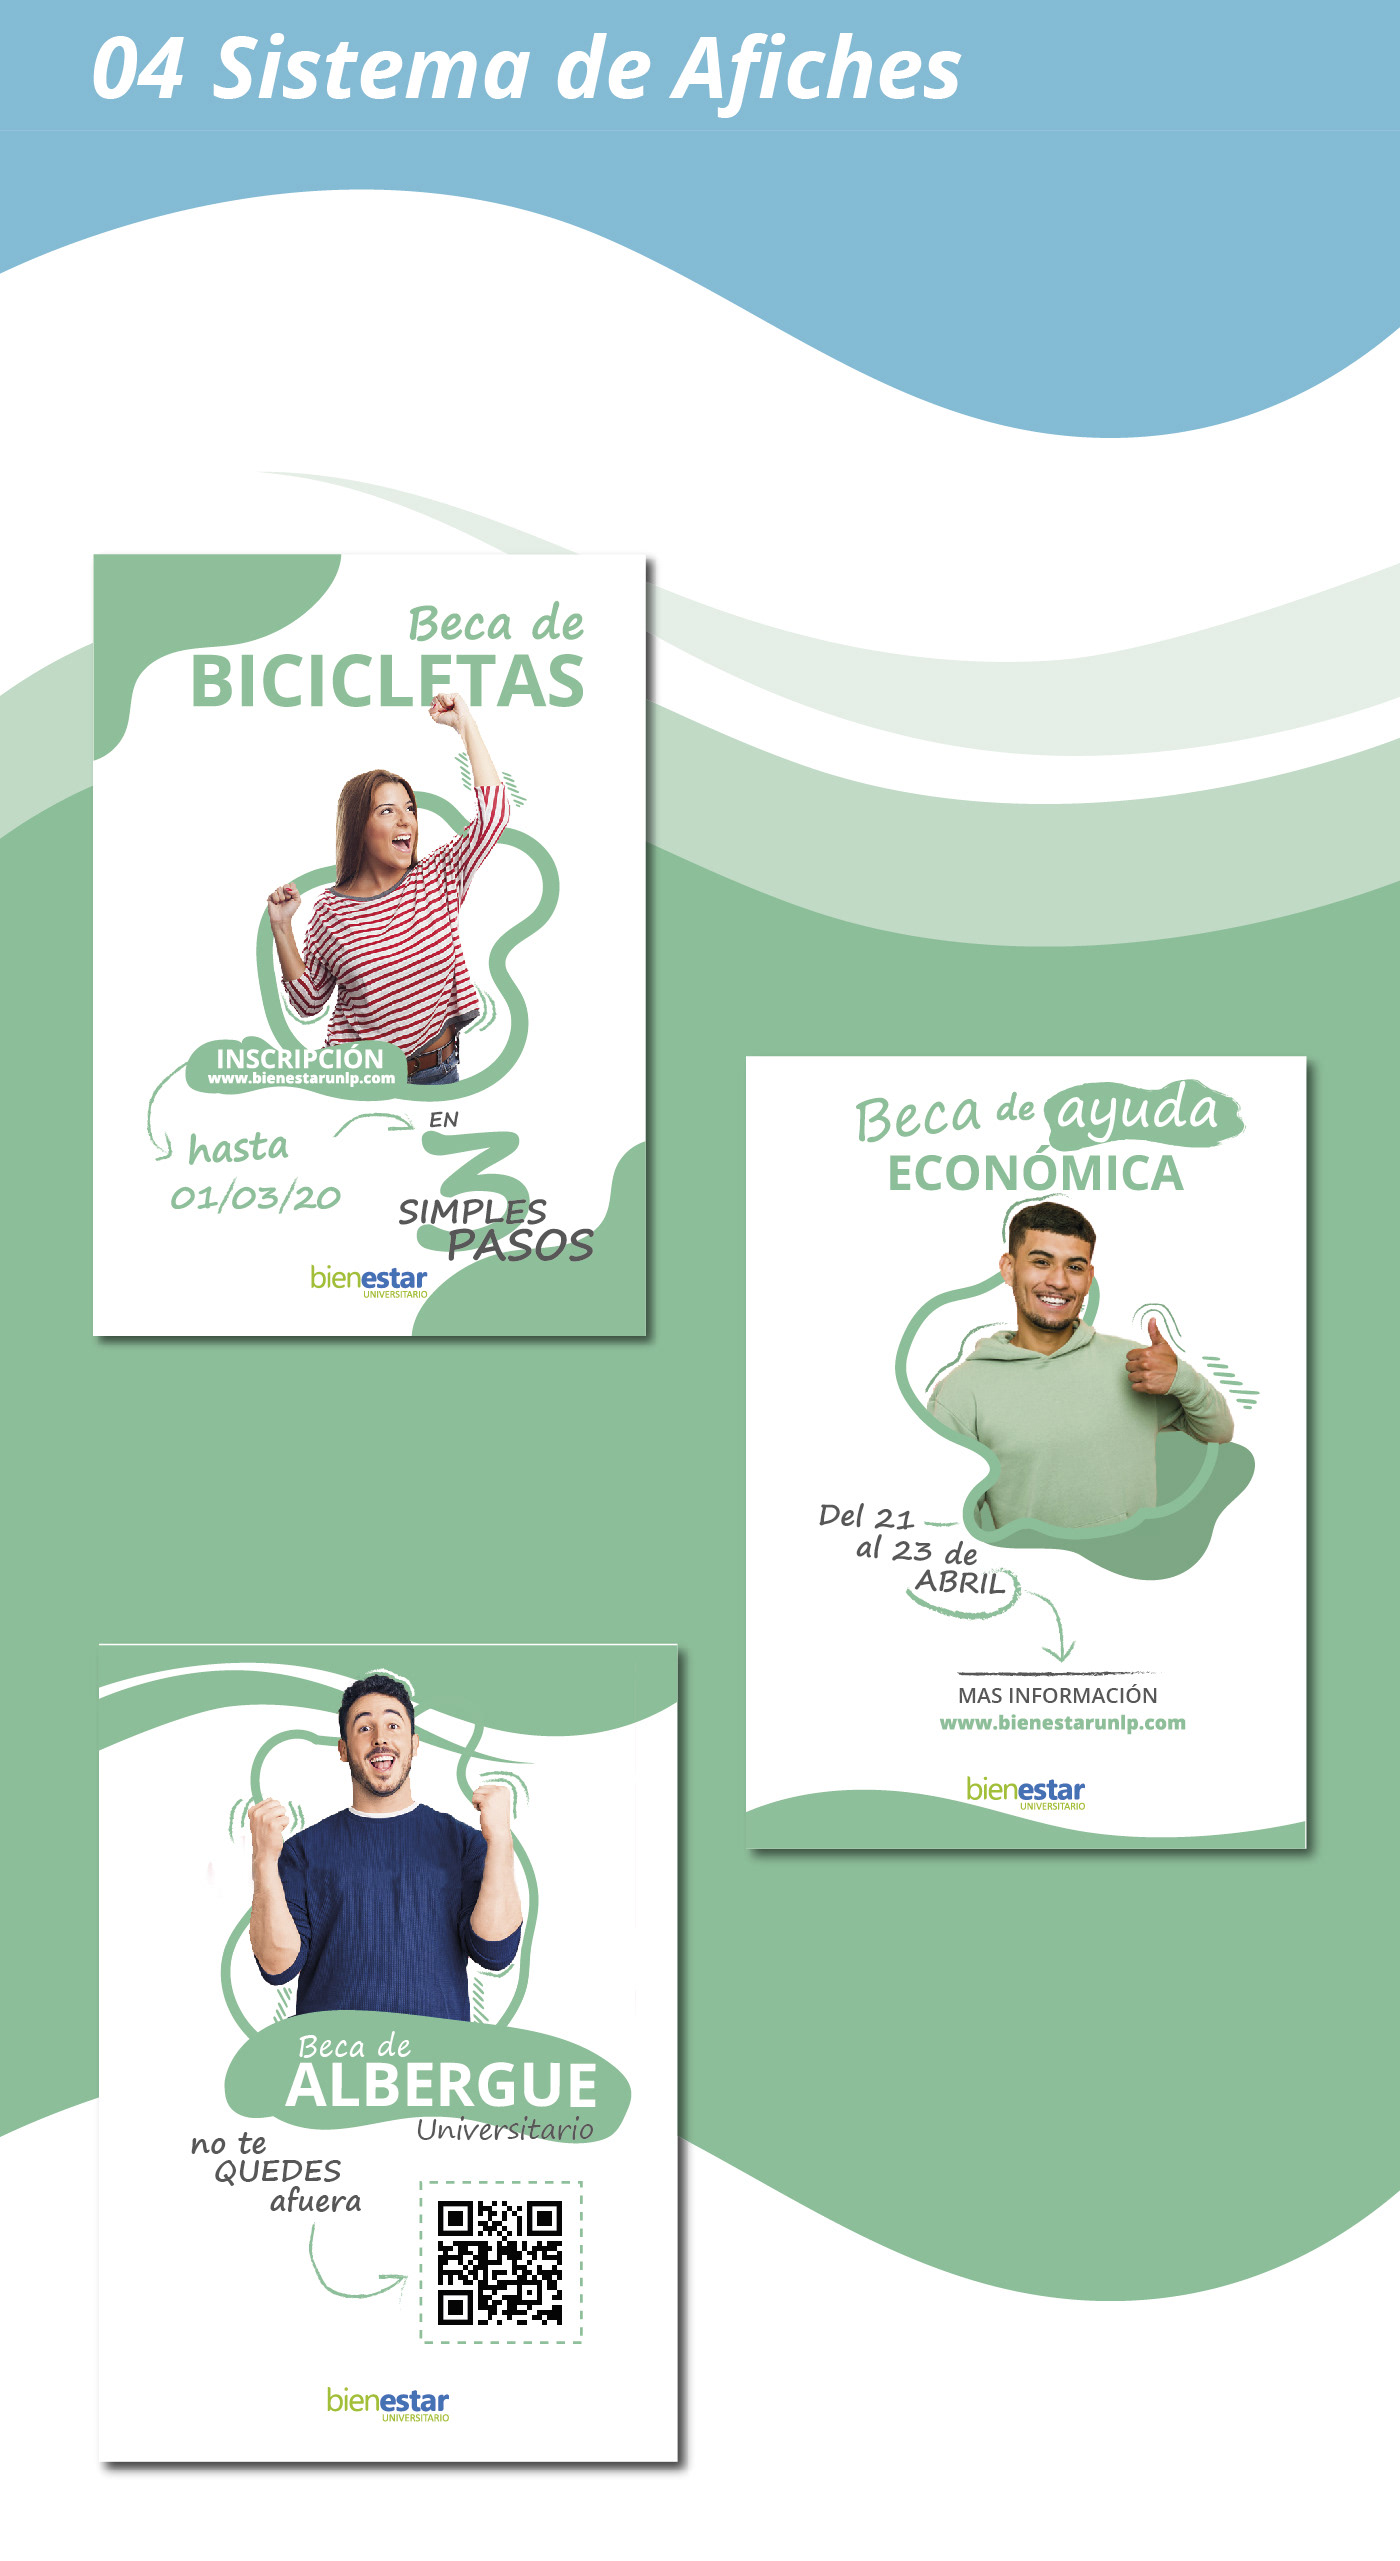 04 Sistema de Afiches
Beca de
BICICLETAS
INSCRIPCIÓN
www.bienestarunlp.com
hasta
01/03/20
EN
3
SIMPLES
PASOS
bienestar
UNIVERSITARIO
Beca de ayuda
ECONÓMICA
Del 21
al 23 de
ABRIL
MAS INFORMACIÓN
www.bienestarunlp.com
bienestar
UNIVERSITARIO
Beca de
ALBERGUE
Universitario
no te
QUEDES
afuera
bienestar
UNIVERSITARIO